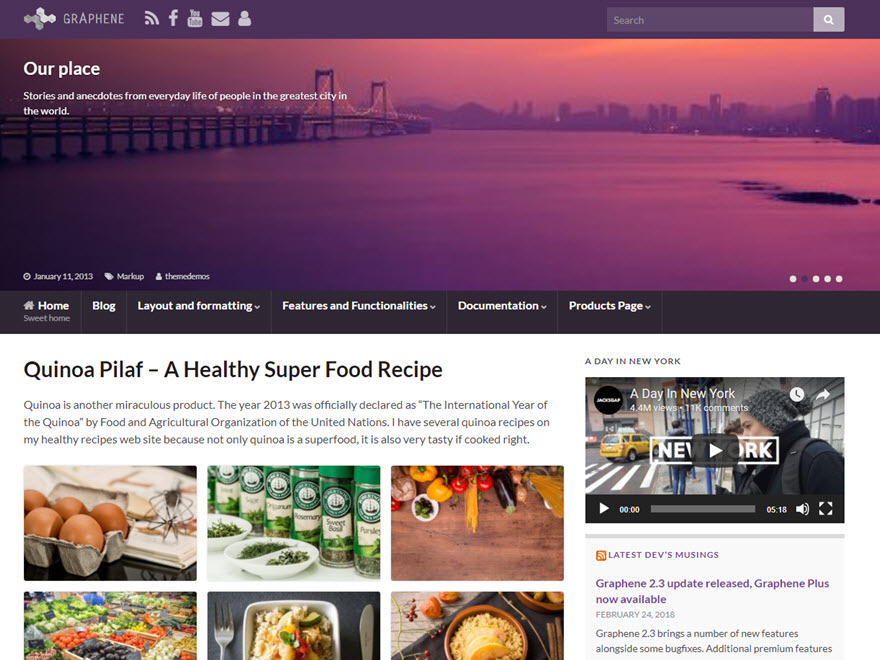 GRAPHENE
You
Tube
Search
Our place
Stories and anecdotes from everyday life of people in the greatest city in
the world.
January 11, 2013 Markup themedemos
Home
Sweet home
Blog
Layout and formatting
Features and Functionalities
Documentation
Products Page
Quinoa Pilaf – A Healthy Super Food Recipe
Quinoa is another miraculous product. The year 2013 was officially declared as “The International Year of
the Quinoa” by Food and Agricultural Organization of the United Nations. I have several quinoa recipes on
my healthy recipes web site because not only quinoa is a superfood, it is also very tasty if cooked right.
Rosemary
Sweet
Basil
A DAY IN NEW YORK
JACKSGAP
A Day In New York
4.4M views • 11K comments
NEW YORK
00:00
05:18
LATEST DEV'S MUSINGS
Graphene 2.3 update released, Graphene Plus
now available
FEBRUARY 24, 2018
Graphene 2.3 brings a number of new features
alongside some bugfixes. Additional premium features